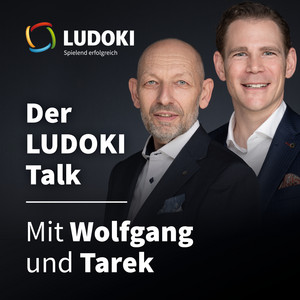 LUDOKI
Spielend erfolgreich
Der
LUDOKI
Talk
Mit Wolfgang
und Tarek